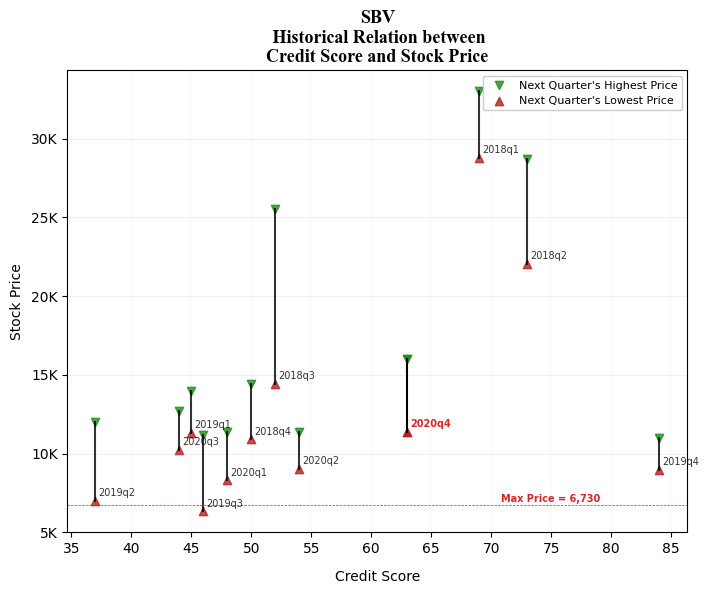 SBV
Historical Relation between
Credit Score and Stock Price
Next Quarter's Highest Price
Next Quarter's Lowest Price
Stock Price
30K
25K
20K
15K
10K
5K
2018q1
2018q2
2018q3
2020q4
2019q1
2018q4
2020q3
2020q2
2019q4
2020q1
2019q2
2019q3
Max Price = 6,730
35 40 45 50 55 60 65 70 75 80 85
Credit Score